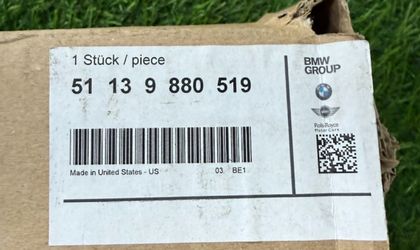 1 Stück / piece
51 13 9 880 519
Made in United States - US
03 BE1
BMW
GROUP
Rolls-Royce
Motor Cars